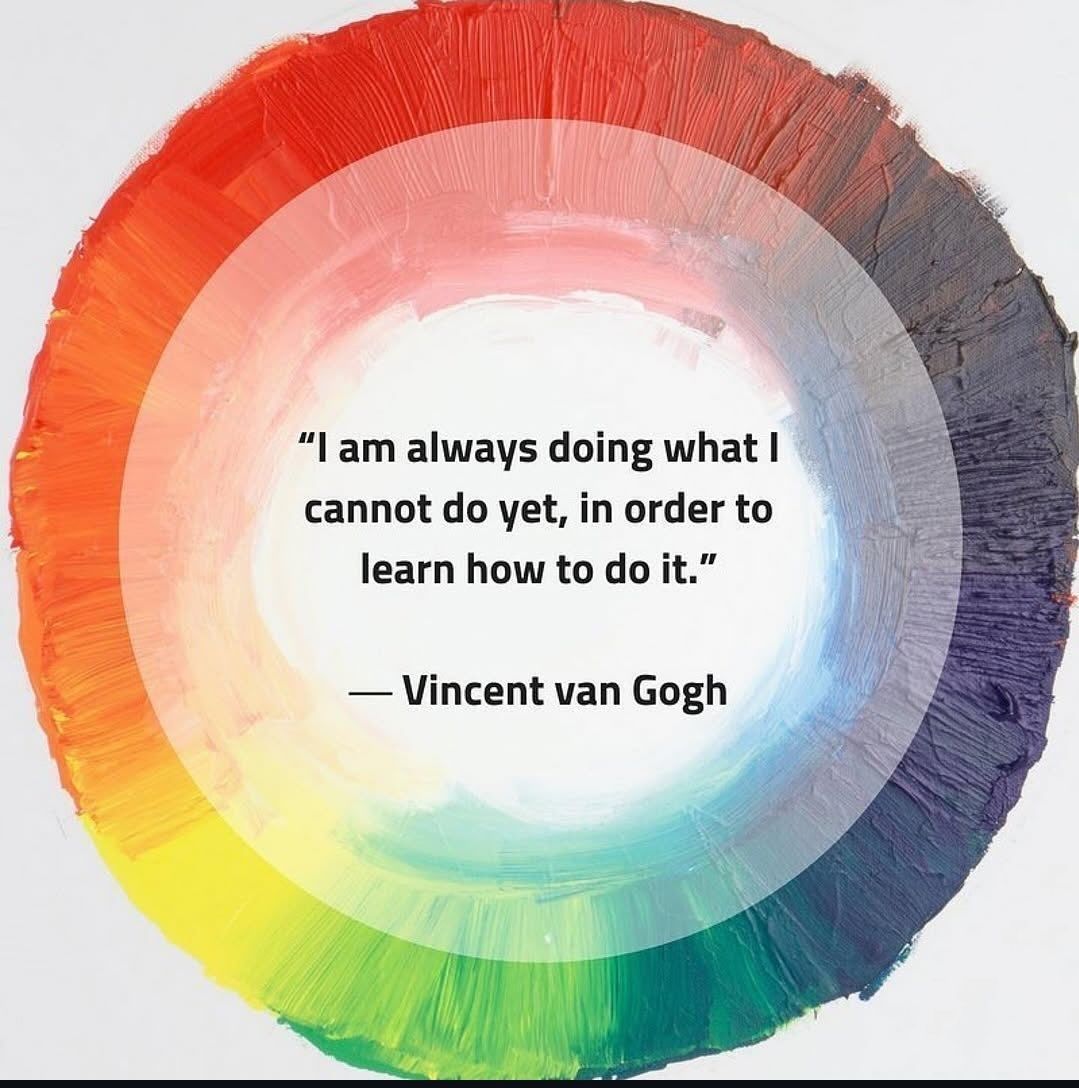 “I am always doing what I
cannot do yet, in order to
learn how to do it.”
— Vincent van Gogh